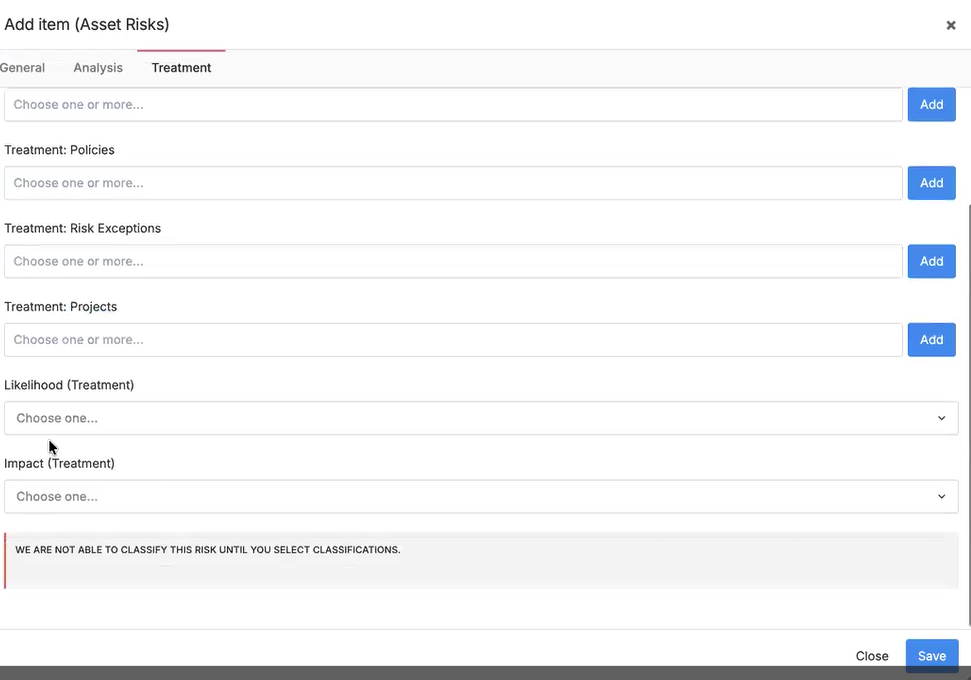 Add item (Asset Risks)
General Analysis Treatment
Choose one or more... Add
Treatment: Policies
Choose one or more... Add
Treatment: Risk Exceptions
Choose one or more... Add
Treatment: Projects
Choose one or more... Add
Likelihood (Treatment)
Choose one...
Impact (Treatment)
Choose one...
WE ARE NOT ABLE TO CLASSIFY THIS RISK UNTIL YOU SELECT CLASSIFICATIONS.
Close Save